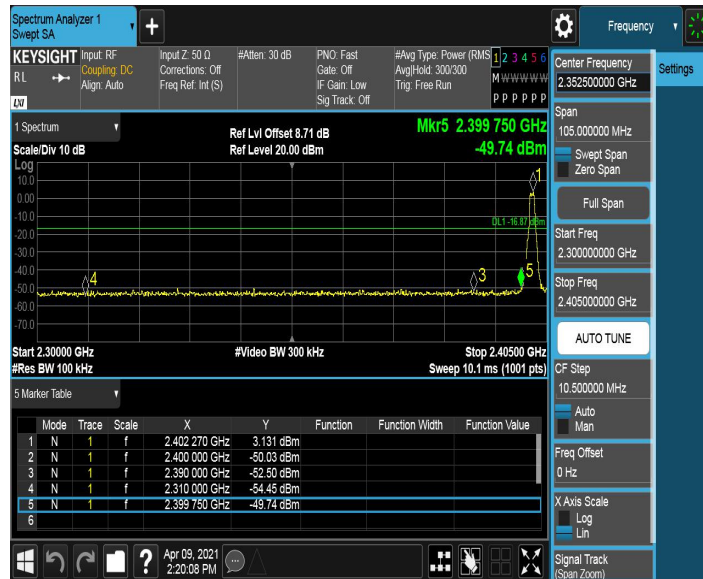 Spectrum Analyzer 1
Swept SA
Frequency
KEYSIGHT
RL
LXI
Input: RF
Coupling: DC
Align: Auto
Input Z: 50 Ω
Corrections: Off
Freq Ref: Int (S)
#Atten: 30 dB
PNO: Fast
Gate: Off
IF Gain: Low
Sig Track: Off
#Avg Type: Power (RMS
Avg|Hold: 300/300
Trig: Free Run
1 2 3 4 5 6
M W W W W W
P P P P P P
1 Spectrum
Scale/Div 10 dB
Ref Lvl Offset 8.71 dB
Ref Level 20.00 dBm
Mkr5 2.399 750 GHz
-49.74 dBm
Log
10.0
0.00
-10.0
-20.0
-30.0
-40.0
-50.0
-60.0
-70.0
1
DL1 -16.87 dBm
4
3
5
Start 2.30000 GHz
#Res BW 100 kHz
#Video BW 300 kHz
Stop 2.40500 GHz
Sweep 10.1 ms (1001 pts)
5 Marker Table
Mode Trace Scale X Y Function Function Width Function Value
1 N 1 f 2.402 270 GHz 3.131 dBm
2 N 1 f 2.400 000 GHz -50.03 dBm
3 N 1 f 2.390 000 GHz -52.50 dBm
4 N 1 f 2.310 000 GHz -54.45 dBm
5 N 1 f 2.399 750 GHz -49.74 dBm
6
Apr 09, 2021
2:20:08 PM
?
Center Frequency
2.352500000 GHz
Settings
Span
105.000000 MHz
Swept Span
Zero Span
Full Span
Start Freq
2.300000000 GHz
Stop Freq
2.405000000 GHz
AUTO TUNE
CF Step
10.500000 MHz
Auto
Man
Freq Offset
0 Hz
X Axis Scale
Log
Lin
Signal Track
(Span Zoom)